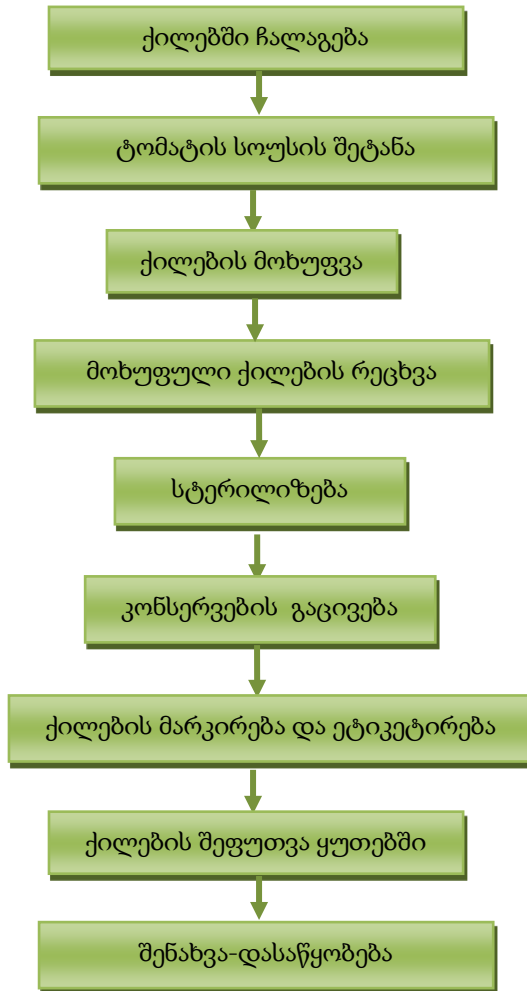 ქილებში ჩალაგება
ტომატის სოუსის შეტანა
ქილების მოხუფვა
მოხუფული ქილების რეცხვა
სტერილიზება
კონსერვების გაცივება
ქილების მარკირება და ეტიკეტირება
ქილების შეფუთვა ყუთებში
შენახვა-დასაწყობება